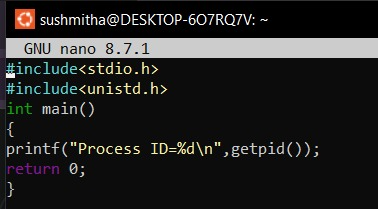 sushmitha@DESKTOP-6O7RQ7V: ~
GNU nano 8.7.1
#include<stdio.h>
#include<unistd.h>
int main()
{
printf("Process ID=%d\n",getpid());
return 0;
}